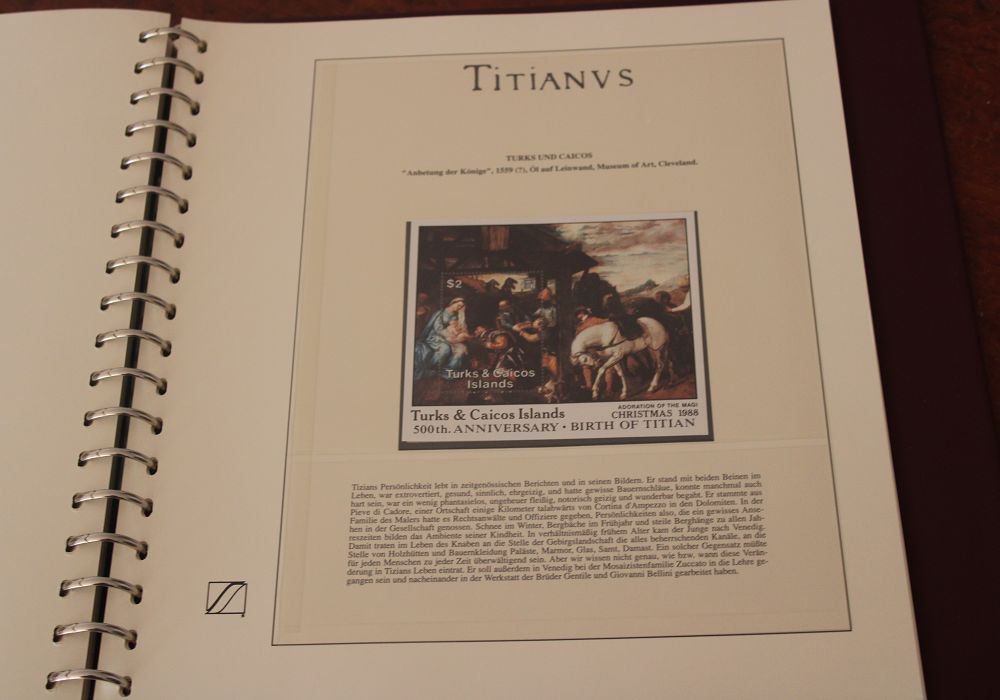 TITIANVS
TURKS UND CAICOS
"Anbetung der Könige", 1559 (?), Öl auf Leinwand, Museum of Art, Cleveland.
$2
Turks & Caicos
Islands
ADORATION OF THE MAGI
Turks & Caicos Islands CHRISTMAS 1988
500th. ANNIVERSARY · BIRTH OF TITIAN
Tizians Persönlichkeit lebt in zeitgenössischen Berichten und in seinen Bildern. Er stand mit beiden Beinen im
Leben, war extrovertiert, gesund, sinnlich, ehrgeizig, und hatte gewisse Bauernschläue, konnte manchmal auch
hart sein, war ein wenig phantasielos, ungeheuer fleißig, notorisch geizig und wunderbar begabt. Er stammte aus
Pieve di Cadore, einer Ortschaft einige Kilometer talabwärts von Cortina d'Ampezzo in den Dolomiten. In der
Familie des Malers hatte es Rechtsanwälte und Offiziere gegeben, Persönlichkeiten also, die ein gewisses Anse-
hen in der Gesellschaft genossen. Schnee im Winter, Bergbäche im Frühjahr und steile Berghänge zu allen Jah-
reszeiten bilden das Ambiente seiner Kindheit. In verhältnismäßig frühem Alter kam der Junge nach Venedig.
Damit traten im Leben des Knaben an die Stelle der Gebirgslandschaft die alles beherrschenden Kanäle, an die
Stelle von Holzhütten und Bauernkleidung Paläste, Marmor, Glas, Samt, Damast. Ein solcher Gegensatz müßte
für jeden Menschen zu jeder Zeit überwältigend sein. Aber wir wissen nicht genau, wie bzw. wann diese Verän-
derung in Tizians Leben eintrat. Er soll außerdem in Venedig bei der Mosaizistenfamilie Zuccato in die Lehre ge-
gangen sein und nacheinander in der Werkstatt der Brüder Gentile und Giovanni Bellini gearbeitet haben.